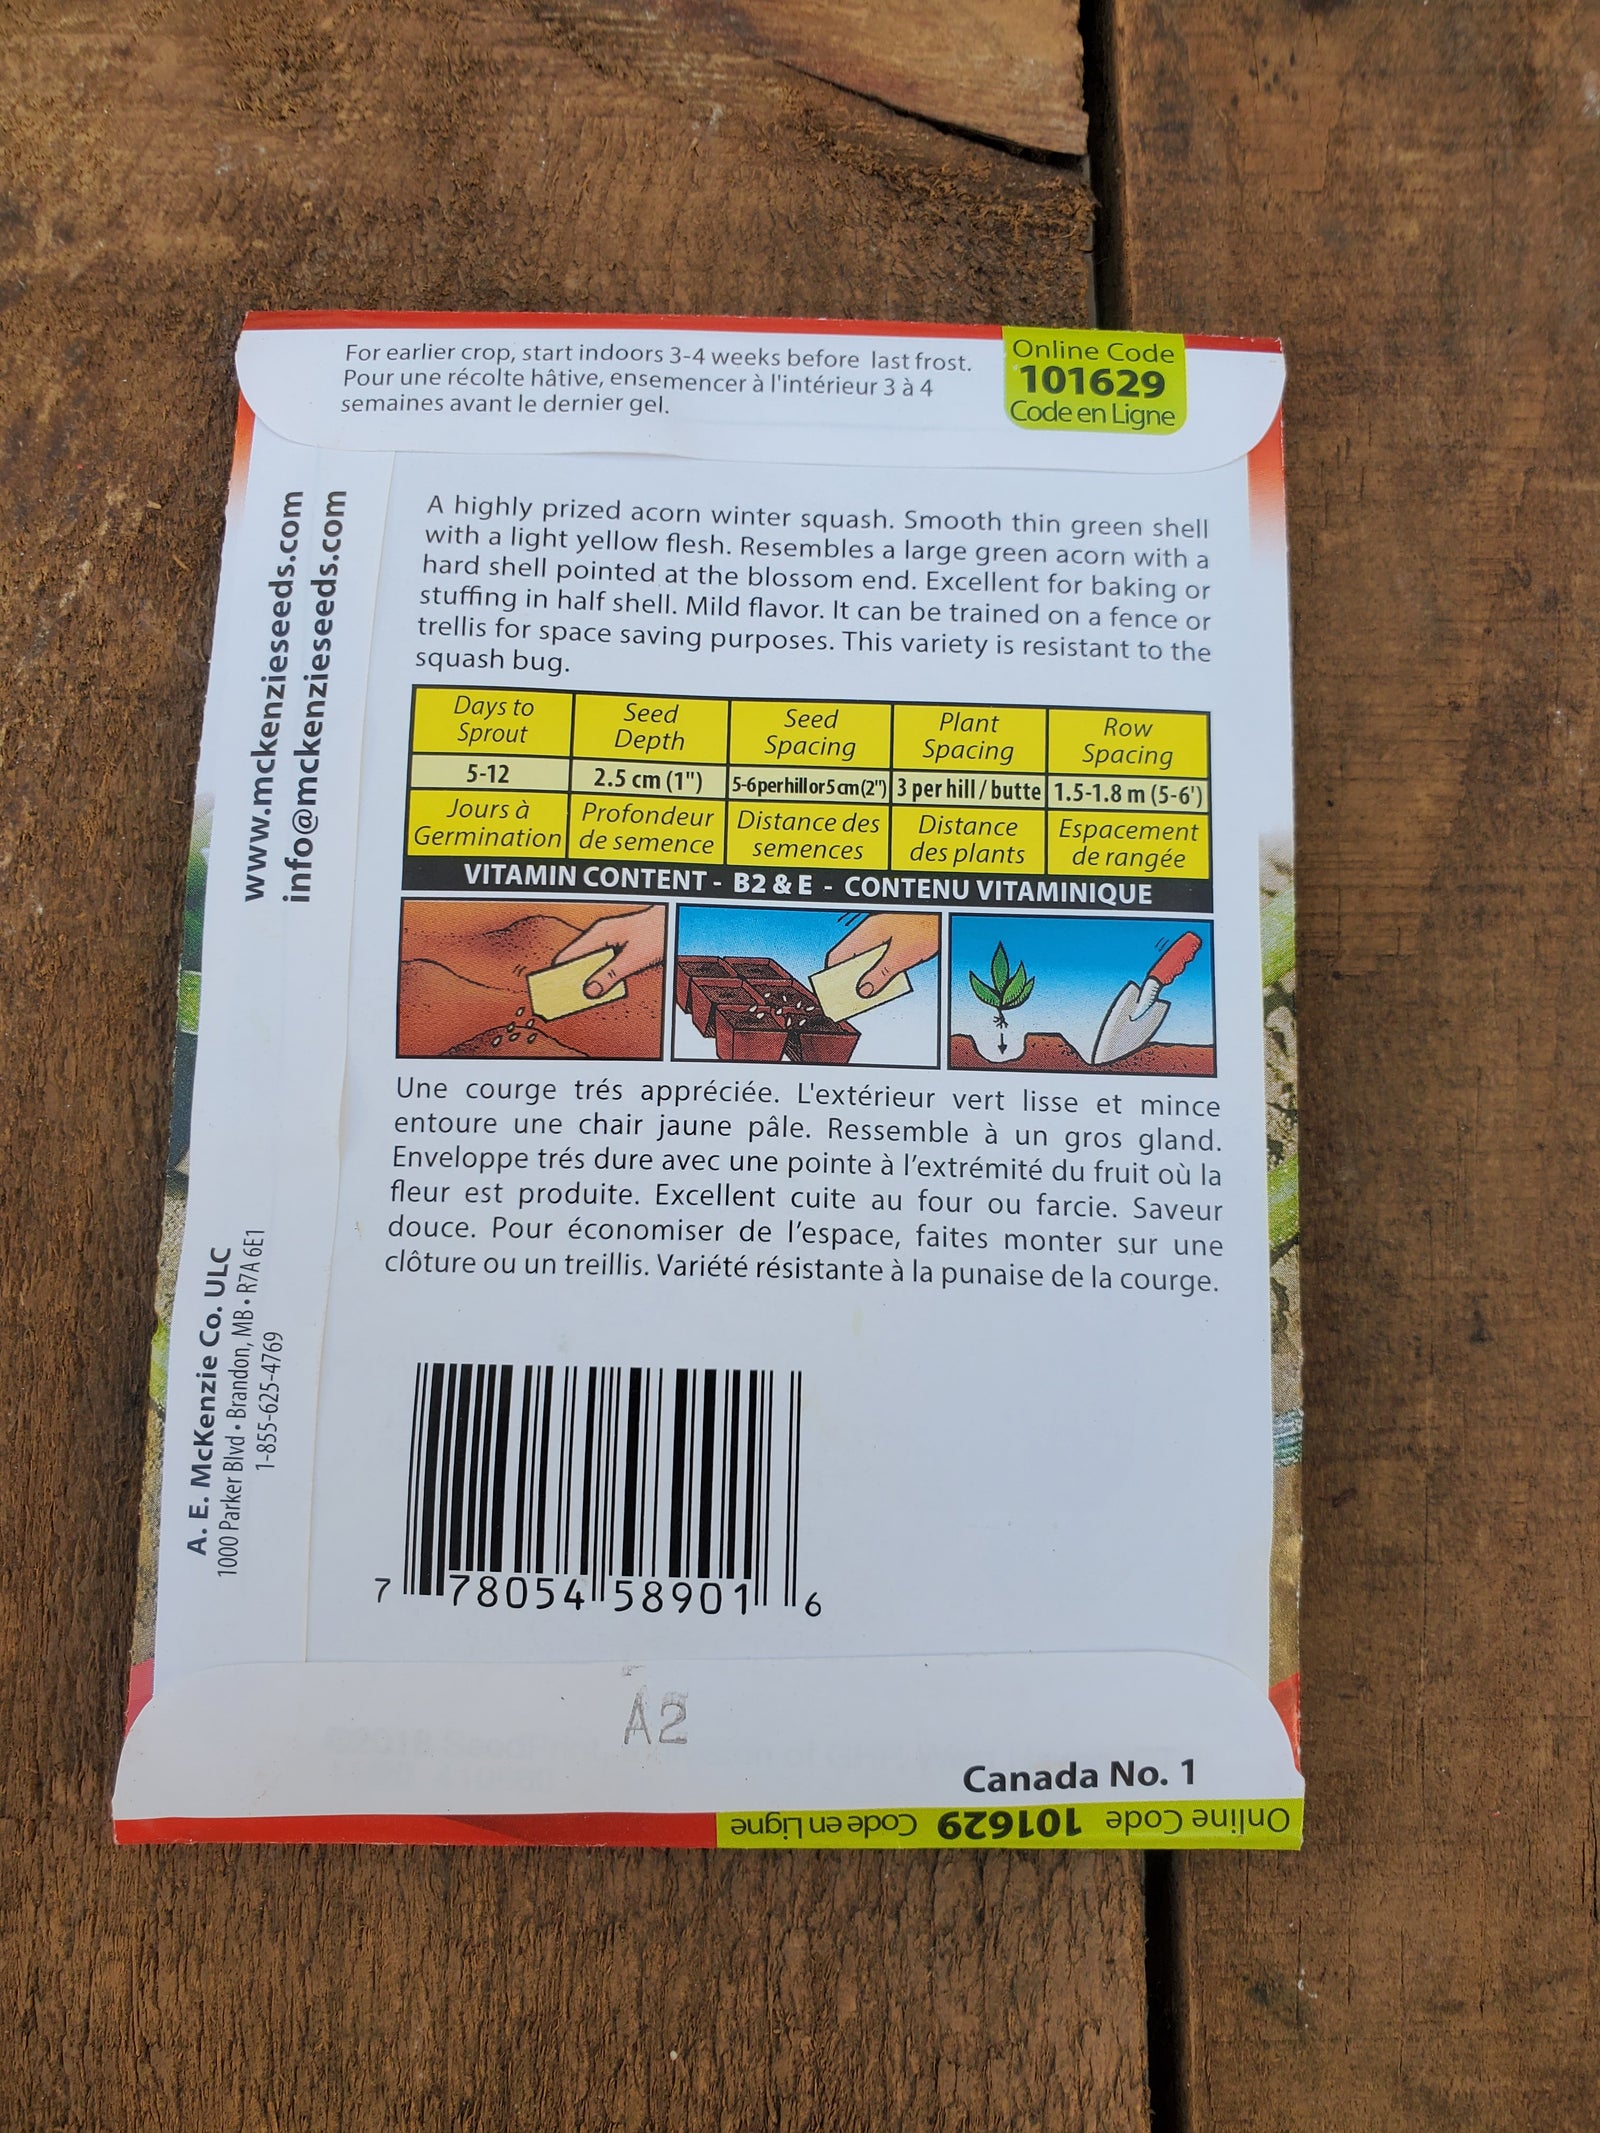 For earlier crop, start indoors 3-4 weeks before last frost.
Pour une récolte hâtive, ensemencer à l'intérieur 3 à 4
semaines avant le dernier gel.
Online Code
101629
Code en Ligne
www.mckenzieseeds.com
info@mckenzieseeds.com
A highly prized acorn winter squash. Smooth thin green shell
with a light yellow flesh. Resembles a large green acorn with a
hard shell pointed at the blossom end. Excellent for baking or
stuffing in half shell. Mild flavor. It can be trained on a fence or
trellis for space saving purposes. This variety is resistant to the
squash bug.
Days to Sprout
Seed Depth
Seed Spacing
Plant Spacing
Row Spacing
5-12
2.5 cm (1")
5-6 per hill or 5 cm (2")
3 per hill / butte
1.5-1.8 m (5-6')
Jours à Germination
Profondeur de semence
Distance des semences
Distance des plants
Espacement de rangée
VITAMIN CONTENT - B2 & E - CONTENU VITAMINIQUE
Une courge trés appréciée. L'extérieur vert lisse et mince
entoure une chair jaune pâle. Ressemble à un gros gland.
Enveloppe trés dure avec une pointe à l'extrémité du fruit où la
fleur est produite. Excellent cuite au four ou farcie. Saveur
douce. Pour économiser de l'espace, faites monter sur une
clôture ou un treillis. Variété résistante à la punaise de la courge.
A. E. McKenzie Co. ULC
1000 Parker Blvd • Brandon, MB • R7A 6E1
1-855-625-4769
7 78054 58901 6
A2
Canada No. 1
Online Code 101629 Code en Ligne